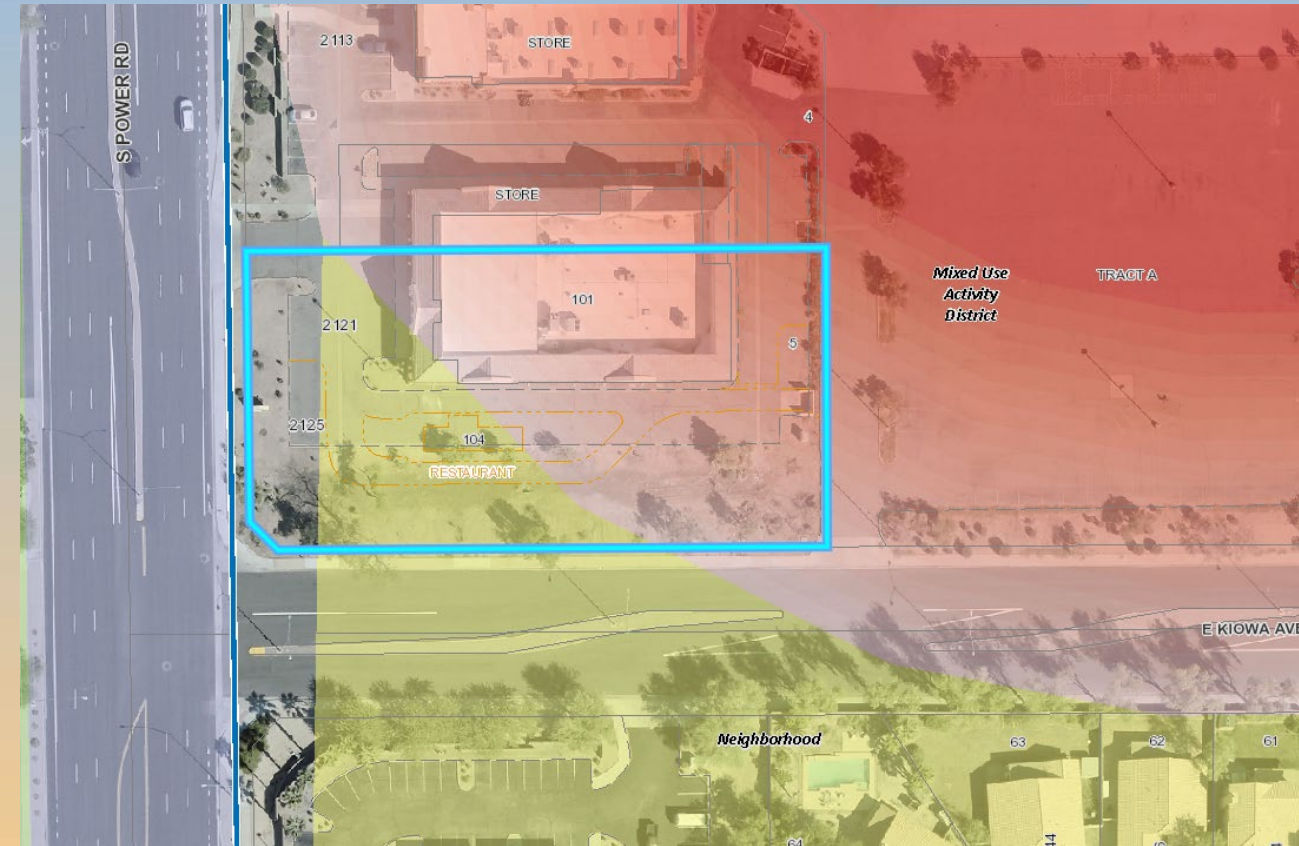 S POWER RD
2113
STORE
4
STORE
Mixed Use
Activity
District
TRACT A
101
2121
5
2125
104
RESTAURANT
E KIOWA AVE
Neighborhood
63
62
61
64